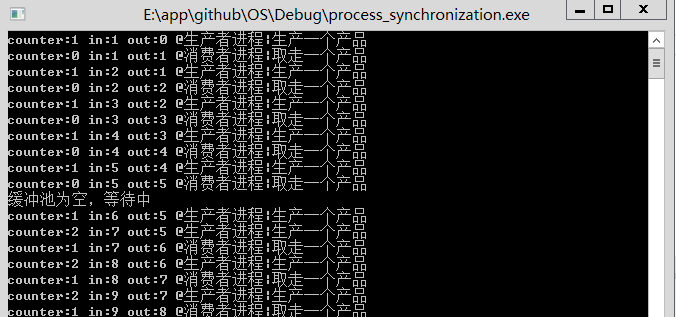 E:\app\github\OS\Debug\process_synchronization.exe
counter:1 in:1 out:0 @生产者进程|生产一个产品
counter:0 in:1 out:1 @消费者进程|取走一个产品
counter:1 in:2 out:1 @生产者进程|生产一个产品
counter:0 in:2 out:2 @消费者进程|取走一个产品
counter:1 in:3 out:2 @生产者进程|生产一个产品
counter:0 in:3 out:3 @消费者进程|取走一个产品
counter:1 in:4 out:3 @生产者进程|生产一个产品
counter:0 in:4 out:4 @消费者进程|取走一个产品
counter:1 in:5 out:4 @生产者进程|生产一个产品
counter:0 in:5 out:5 @消费者进程|取走一个产品
缓冲池为空，等待中
counter:1 in:6 out:5 @生产者进程|生产一个产品
counter:2 in:7 out:5 @生产者进程|生产一个产品
counter:1 in:7 out:6 @消费者进程|取走一个产品
counter:2 in:8 out:6 @生产者进程|生产一个产品
counter:1 in:8 out:7 @消费者进程|取走一个产品
counter:2 in:9 out:7 @生产者进程|生产一个产品
counter:1 in:9 out:8 @消费者进程|取走一个产品